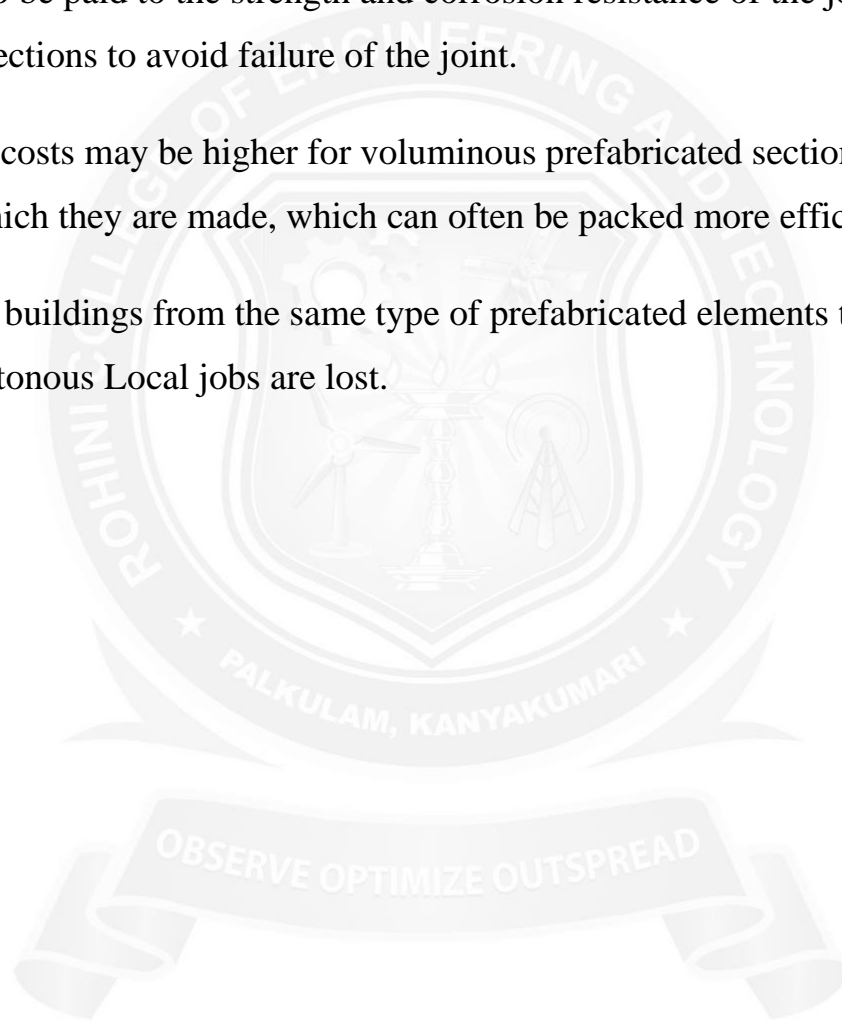 be paid to the strength and corrosion resistance of the
ections to avoid failure of the joint.
costs may be higher for voluminous prefabricated section
hich they are made, which can often be packed more effic
buildings from the same type of prefabricated elements t
tonous Local jobs are lost.
ROHINI COLLEGE OF ENGINEERING AND TECHNOLOGY
PALKULAM, KANYAKUMARI
OBSERVE OPTIMIZE OUTSPREAD